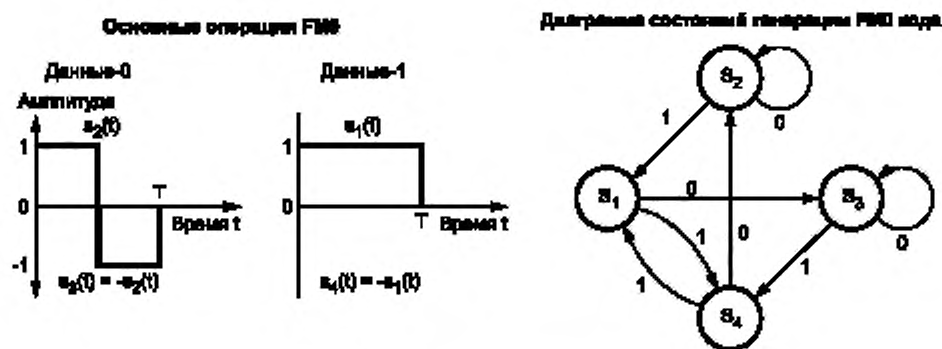 Основные операции FM0
Данные-0
Данные-1
Амплитуда
s₂(t)
s₁(t)
1
1
T
0
0
Время t
T
Время t
-1
s₃(t) = -s₂(t)
s₄(t) = -s₁(t)
Диаграмма состояний генерации FM0 кода
S₂
0
1
S₁
0
S₃
0
1
0
1
1
S₄